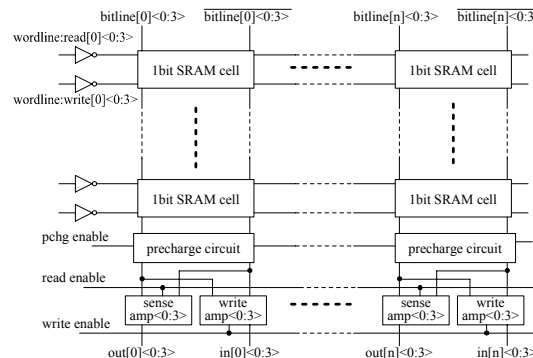 bitline[0]<0:3> bitline[0]<0:3> bitline[n]<0:3> bitline[n]<0:3>
wordline:read[0]<0:3>
1bit SRAM cell 1bit SRAM cell
wordline:write[0]<0:3>
1bit SRAM cell 1bit SRAM cell
pchg enable
precharge circuit precharge circuit
read enable
sense write sense write
amp<0:3> amp<0:3> amp<0:3> amp<0:3>
write enable
out[0]<0:3> in[0]<0:3> out[n]<0:3> in[n]<0:3>